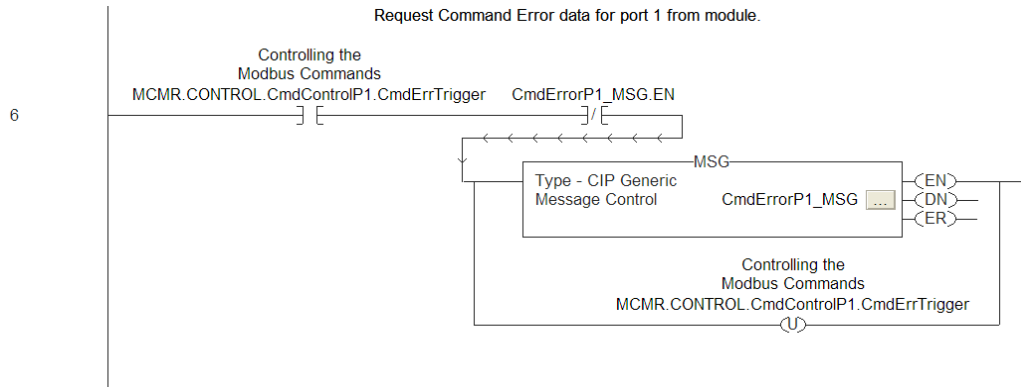 Request Command Error data for port 1 from module.
Controlling the
Modbus Commands
MCMR.CONTROL.CmdControlP1.CmdErrTrigger CmdErrorP1_MSG.EN
6
/
MSG
Type - CIP Generic
Message Control CmdErrorP1_MSG ...
EN
DN
ER
Controlling the
Modbus Commands
MCMR.CONTROL.CmdControlP1.CmdErrTrigger
U